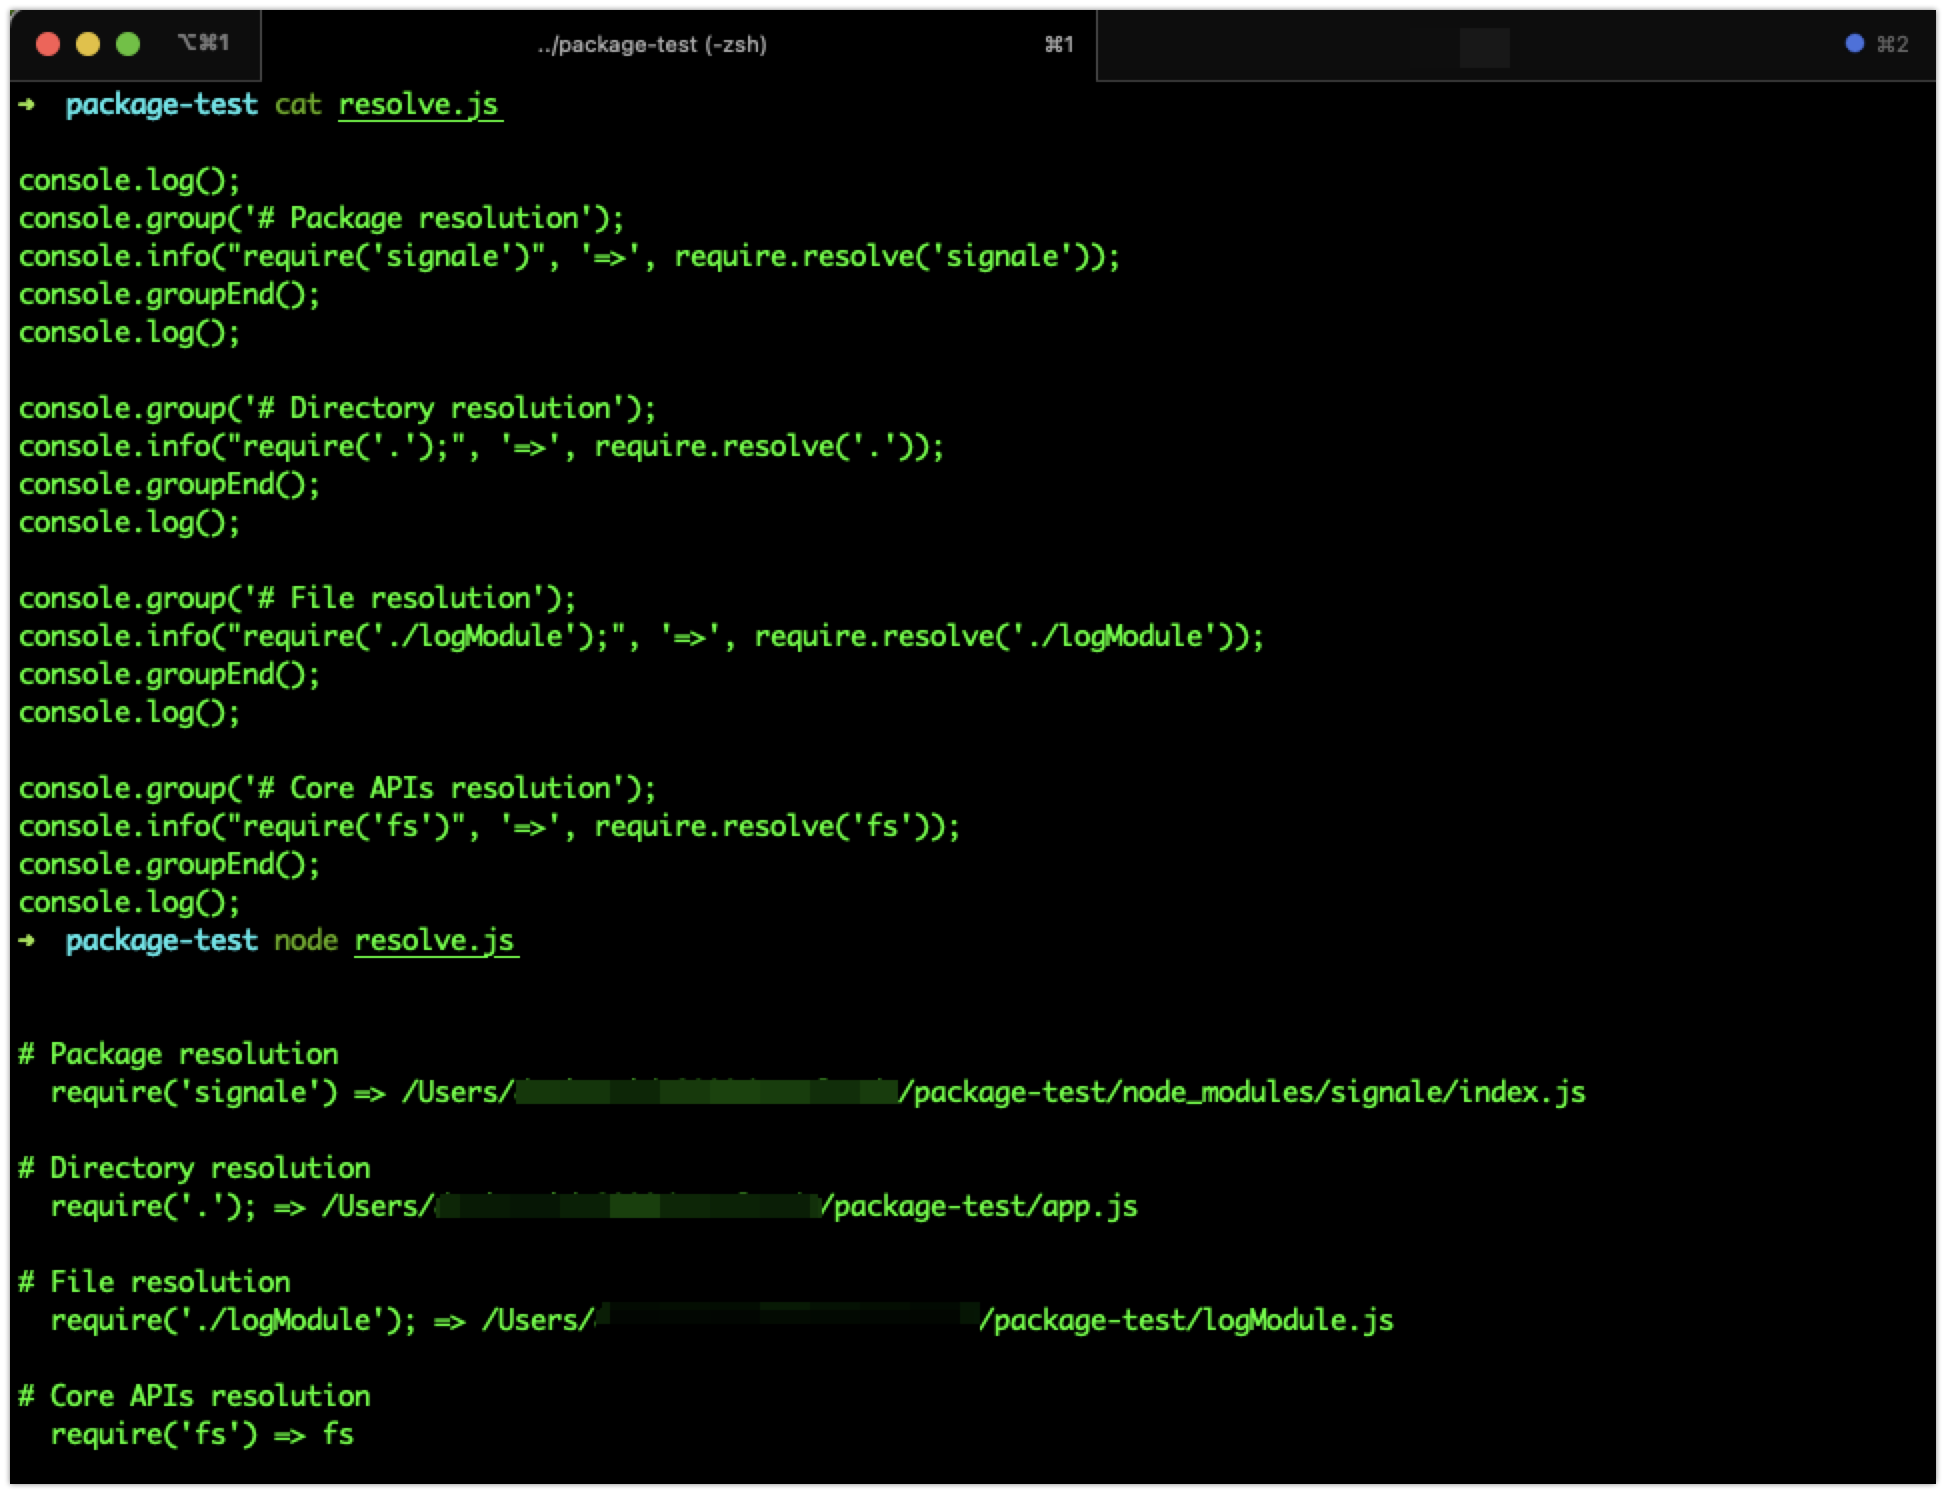 ⌥⌘1 ../package-test (-zsh) ⌘1 ⌘2
➜ package-test cat resolve.js
console.log();
console.group('# Package resolution');
console.info("require('signale')", '=>', require.resolve('signale'));
console.groupEnd();
console.log();
console.group('# Directory resolution');
console.info("require('.');", '=>', require.resolve('.'));
console.groupEnd();
console.log();
console.group('# File resolution');
console.info("require('./logModule');", '=>', require.resolve('./logModule'));
console.groupEnd();
console.log();
console.group('# Core APIs resolution');
console.info("require('fs')", '=>', require.resolve('fs'));
console.groupEnd();
console.log();
➜ package-test node resolve.js
# Package resolution
require('signale') => /Users/ /package-test/node_modules/signale/index.js
# Directory resolution
require('.'); => /Users/ /package-test/app.js
# File resolution
require('./logModule'); => /Users/ /package-test/logModule.js
# Core APIs resolution
require('fs') => fs